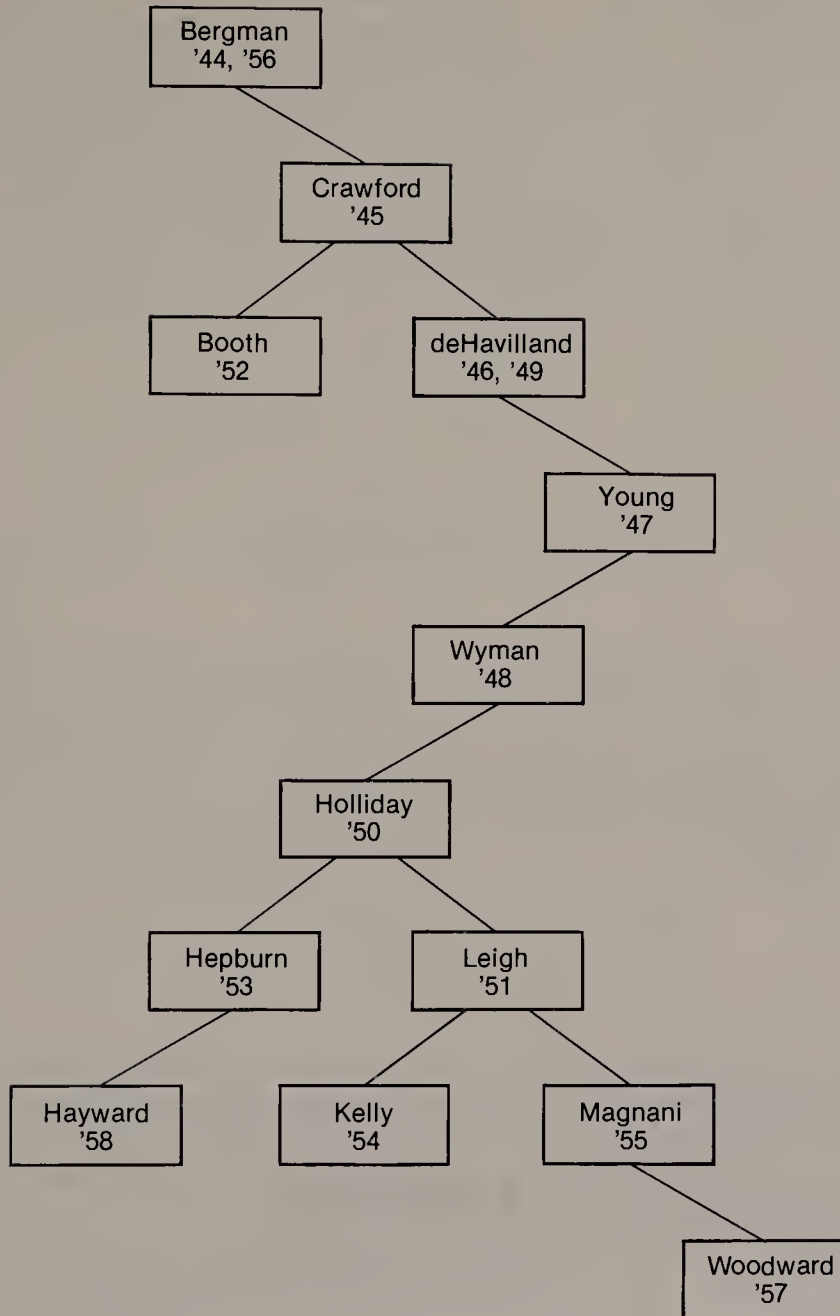 Bergman
'44, '56
Crawford
'45
Booth
'52
deHavilland
'46, '49
Young
'47
Wyman
'48
Holliday
'50
Hepburn
'53
Leigh
'51
Hayward
'58
Kelly
'54
Magnani
'55
Woodward
'57